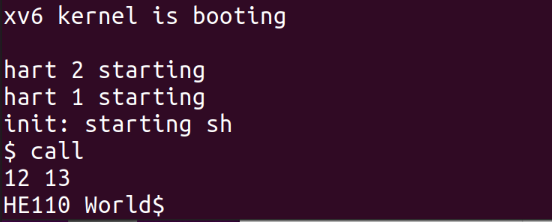 xv6 kernel is booting
hart 2 starting
hart 1 starting
init: starting sh
$ call
12 13
HE110 World$